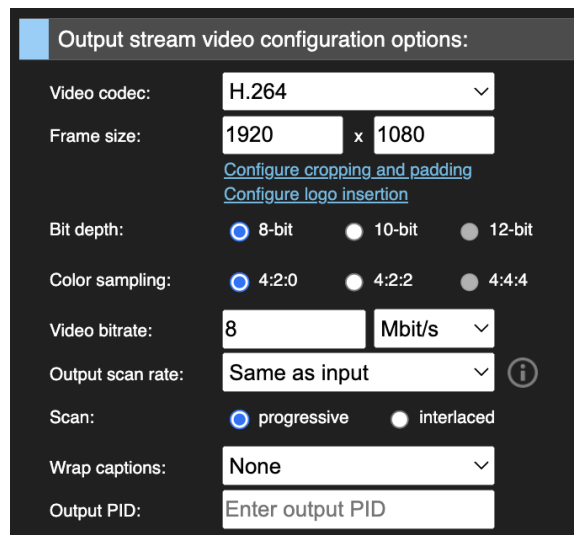 Output stream video configuration options:
Video codec: H.264
Frame size: 1920 x 1080
Configure cropping and padding
Configure logo insertion
Bit depth: 8-bit 10-bit 12-bit
Color sampling: 4:2:0 4:2:2 4:4:4
Video bitrate: 8 Mbit/s
Output scan rate: Same as input
Scan: progressive interlaced
Wrap captions: None
Output PID: Enter output PID